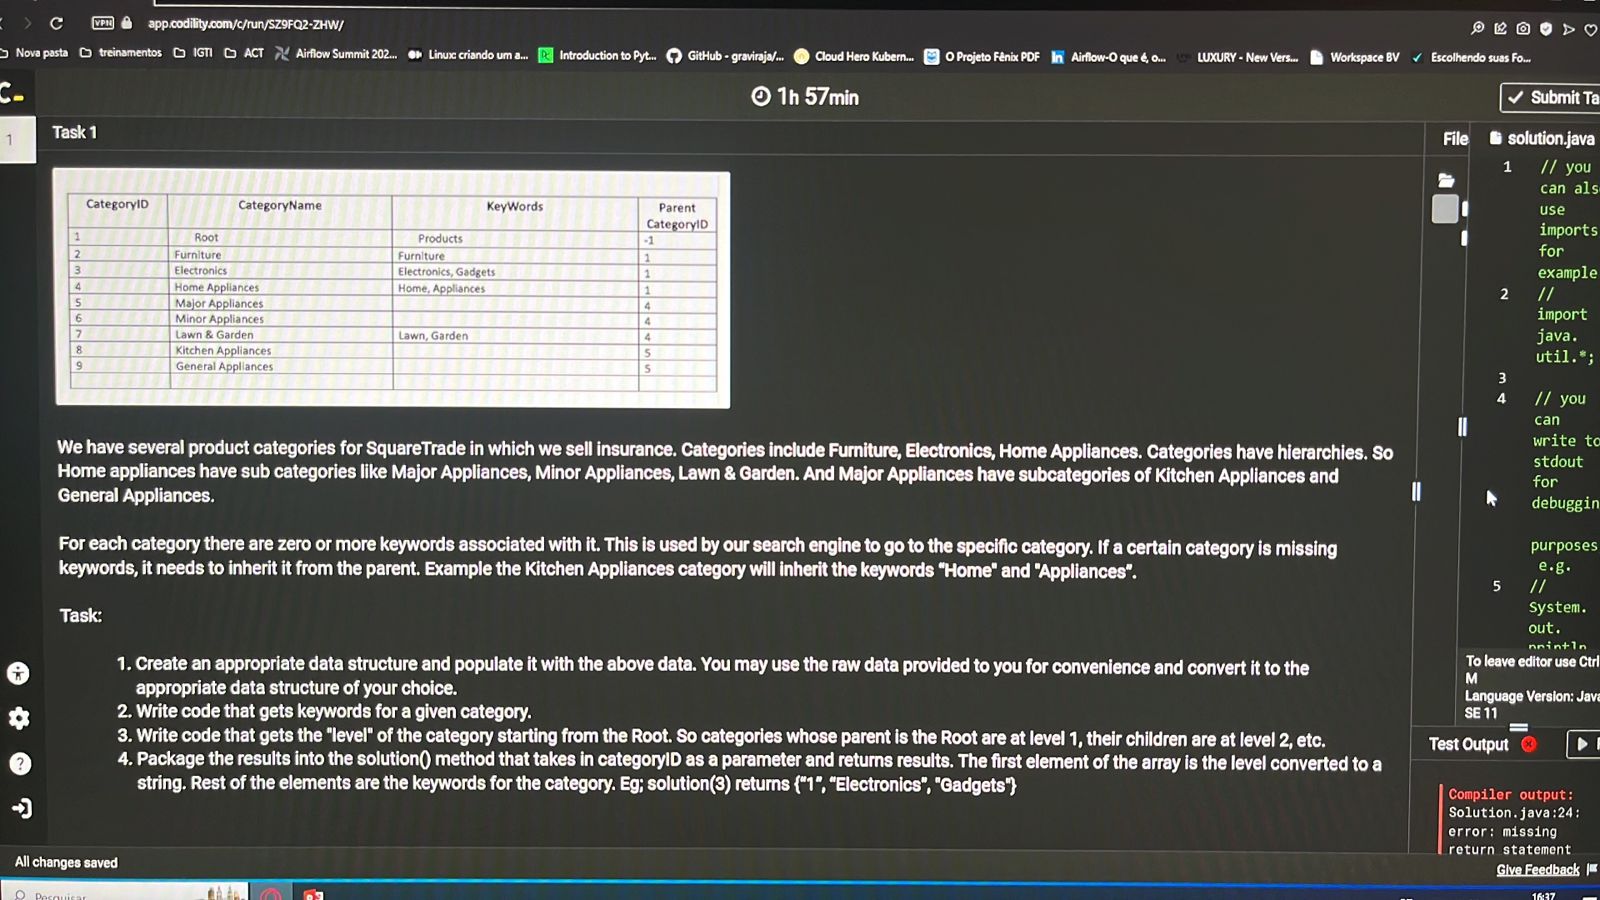 VPN app.codility.com/c/run/SZ9FQ2-ZHW/
Nova pasta treinamentos IGTI ACT Airflow Summit 202... Linux: criando um a... Introduction to Pyt... GitHub - graviraja/... Cloud Hero Kubern... O Projeto Fênix PDF Airflow-O que é, o... LUXURY - New Vers... Workspace BV Escolhendo suas Fo...
1h 57min
Submit Ta
1
Task 1
CategoryID CategoryName KeyWords Parent CategoryID
1 Root Products -1
2 Furniture Furniture 1
3 Electronics Electronics, Gadgets 1
4 Home Appliances Home, Appliances 1
5 Major Appliances 4
6 Minor Appliances 4
7 Lawn & Garden Lawn, Garden 4
8 Kitchen Appliances 5
9 General Appliances 5
We have several product categories for SquareTrade in which we sell insurance. Categories include Furniture, Electronics, Home Appliances. Categories have hierarchies. So
Home appliances have sub categories like Major Appliances, Minor Appliances, Lawn & Garden. And Major Appliances have subcategories of Kitchen Appliances and
General Appliances.
For each category there are zero or more keywords associated with it. This is used by our search engine to go to the specific category. If a certain category is missing
keywords, it needs to inherit it from the parent. Example the Kitchen Appliances category will inherit the keywords “Home" and "Appliances”.
Task:
1. Create an appropriate data structure and populate it with the above data. You may use the raw data provided to you for convenience and convert it to the
appropriate data structure of your choice.
2. Write code that gets keywords for a given category.
3. Write code that gets the "level" of the category starting from the Root. So categories whose parent is the Root are at level 1, their children are at level 2, etc.
4. Package the results into the solution() method that takes in categoryID as a parameter and returns results. The first element of the array is the level converted to a
string. Rest of the elements are the keywords for the category. Eg; solution(3) returns {"1”, “Electronics”, "Gadgets"}
File
solution.java
1 // you
can als
use
imports
for
example
2 //
import
java.
util.*;
3
4 // you
can
write to
stdout
for
debuggin
purposes
e.g.
5 //
System.
out.
println
To leave editor use Ctrl
M
Language Version: Java
SE 11
Test Output
Compiler output:
Solution.java:24:
error: missing
return statement
All changes saved
Give Feedback
Pesquisar
16:37